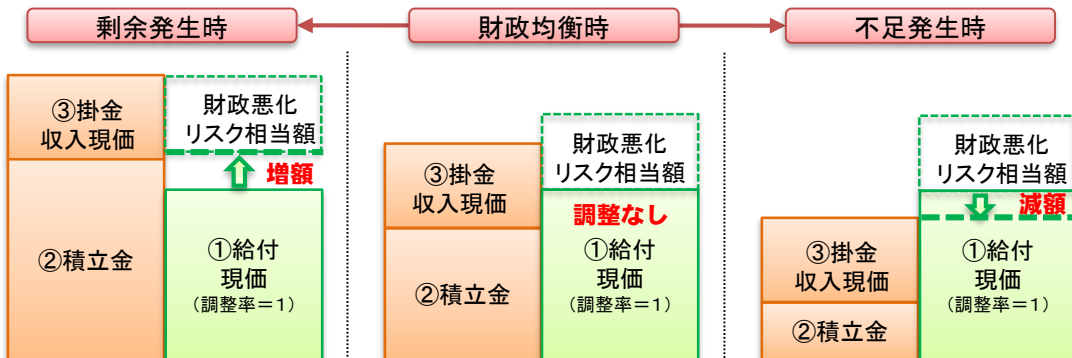 剰余発生時
財政均衡時
不足発生時
③掛金
収入現価
財政悪化
リスク相当額
増額
②積立金
①給付
現価
（調整率＝１）
財政悪化
リスク相当額
③掛金
収入現価
調整なし
①給付
現価
（調整率＝１）
②積立金
財政悪化
リスク相当額
減額
③掛金
収入現価
①給付
現価
（調整率＝１）
②積立金